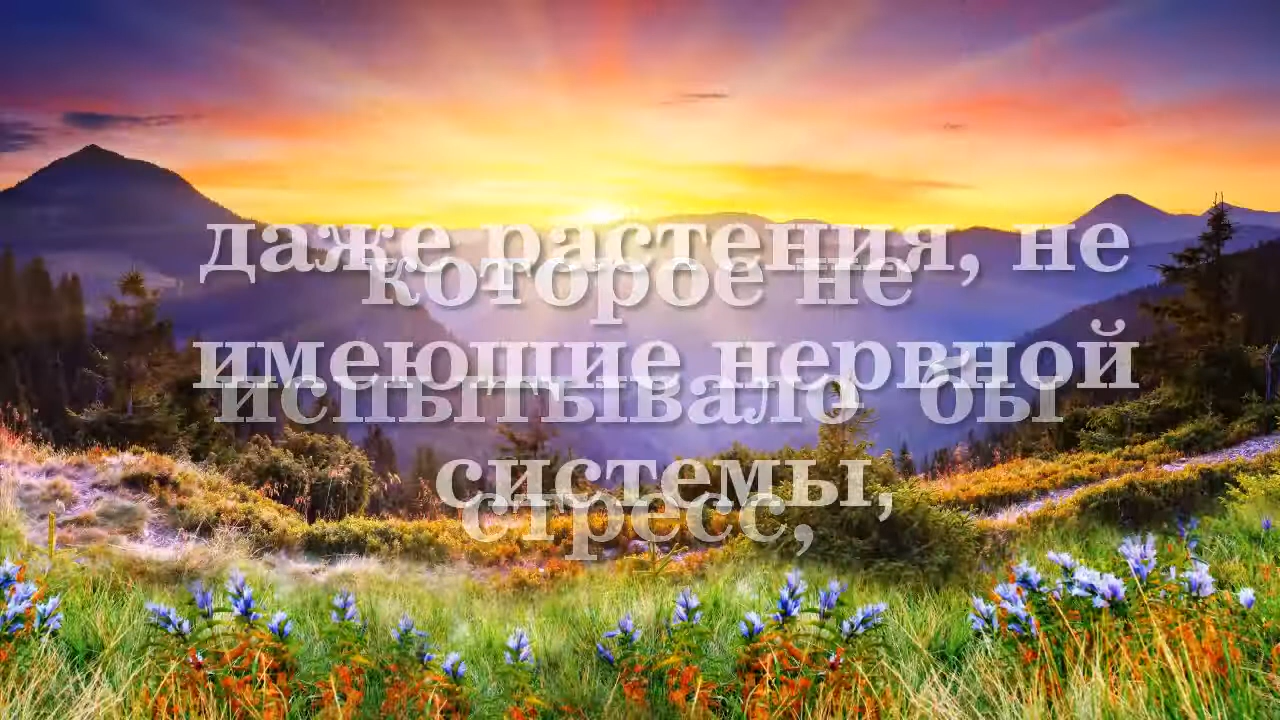 даже растения, не
которое не
имеющие нервной
испытывало бы
системы,
стресс,